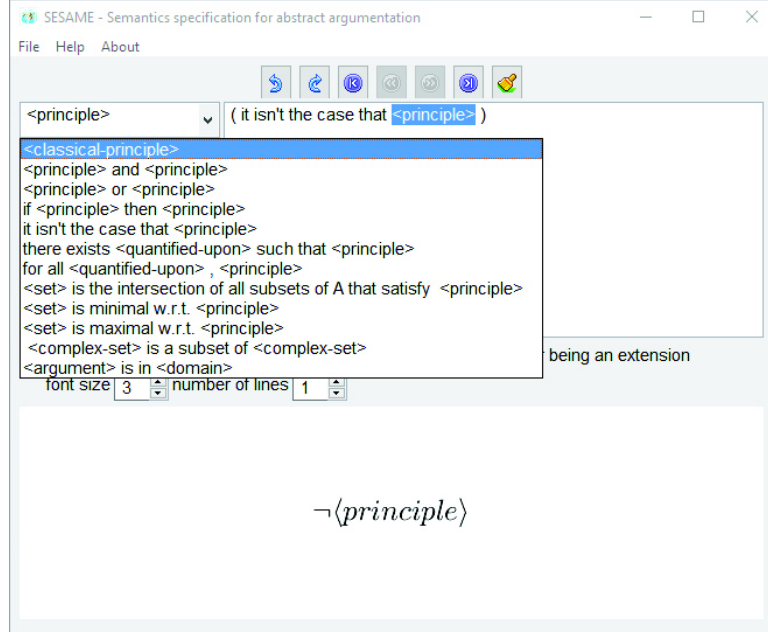 SESAME - Semantics specification for abstract argumentation
File Help About
<principle> ( it isn't the case that <principle> )
<classical-principle>
<principle> and <principle>
<principle> or <principle>
if <principle> then <principle>
it isn't the case that <principle>
there exists <quantified-upon> such that <principle>
for all <quantified-upon> , <principle>
<set> is the intersection of all subsets of A that satisfy <principle>
<set> is minimal w.r.t. <principle>
<set> is maximal w.r.t. <principle>
<complex-set> is a subset of <complex-set>
being an extension
<argument> is in <domain>
font size 3 number of lines 1
¬⟨principle⟩